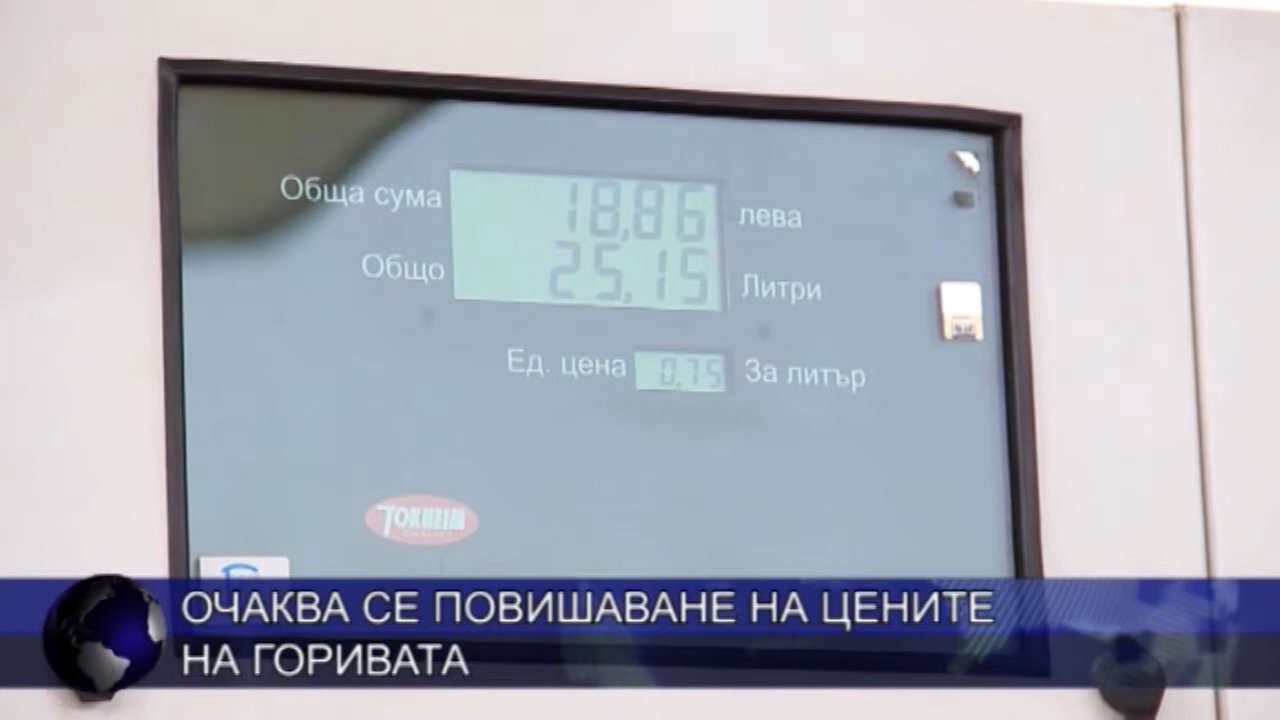 Обща сума 18,86 лева
Общо 25,15 Литри
Ед. цена 0,75 За литър
TOKHEIM
ОЧАКВА СЕ ПОВИШАВАНЕ НА ЦЕНИТЕ
НА ГОРИВАТА